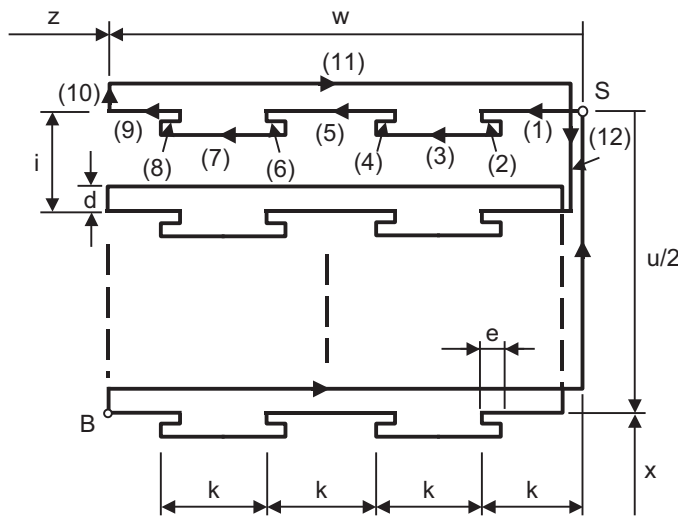 z w
(11)
(10) S
(9) (5) (1)
(8) (7) (6) (4) (3) (2) (12)
i
d
u/2
e
B
x
k k k k